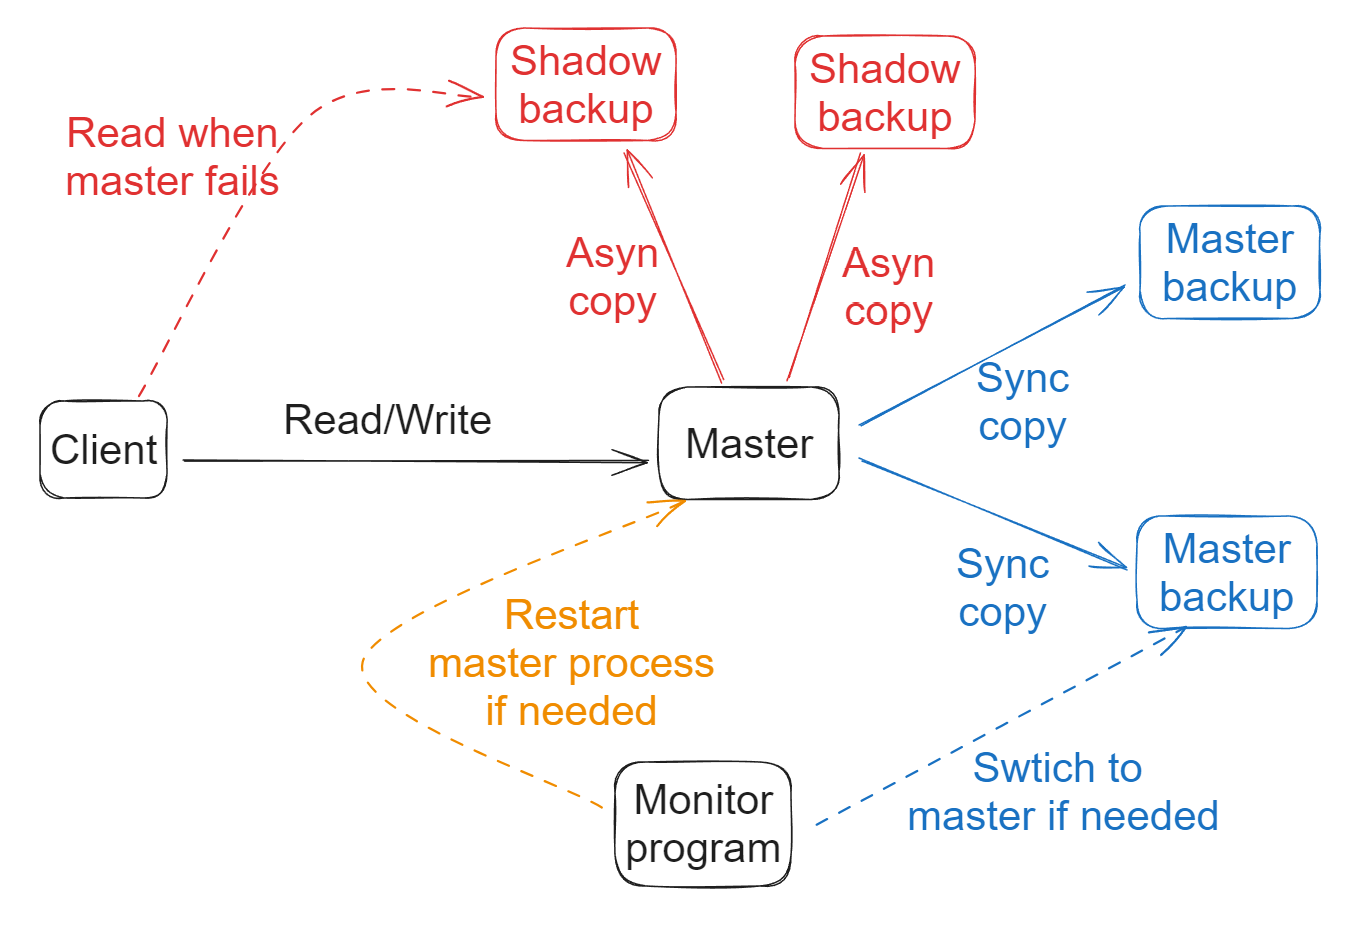 Shadow
backup
Shadow
backup
Read when
master fails
Asyn
copy
Asyn
copy
Master
backup
Sync
copy
Client
Read/Write
Master
Sync
copy
Master
backup
Restart
master process
if needed
Monitor
program
Swtich to
master if needed